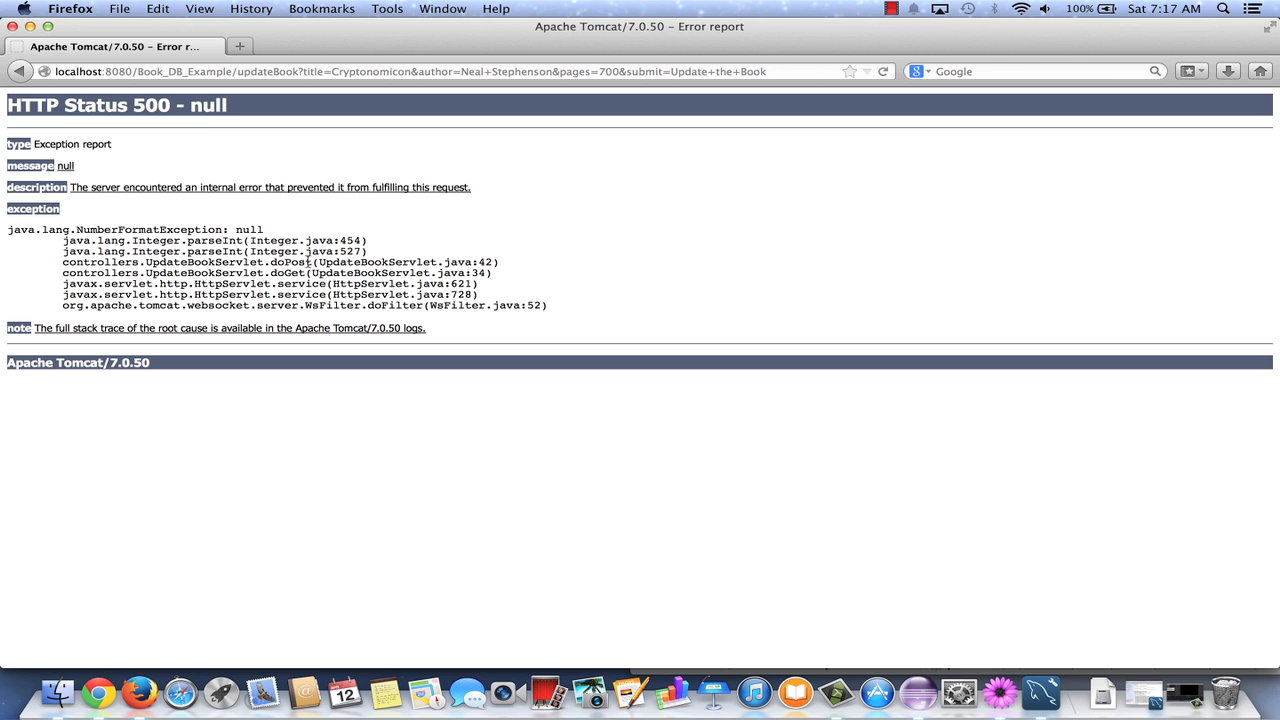 Firefox File Edit View History Bookmarks Tools Window Help 100% Sat 7:17 AM
Apache Tomcat/7.0.50 - Error report
Apache Tomcat/7.0.50 - Error r...
localhost:8080/Book_DB_Example/updateBook?title=Cryptonomicon&author=Neal+Stephenson&pages=700&submit=Update+the+Book
Google
HTTP Status 500 - null
type Exception report
message null
description The server encountered an internal error that prevented it from fulfilling this request.
exception
java.lang.NumberFormatException: null
java.lang.Integer.parseInt(Integer.java:454)
java.lang.Integer.parseInt(Integer.java:527)
controllers.UpdateBookServlet.doPost(UpdateBookServlet.java:42)
controllers.UpdateBookServlet.doGet(UpdateBookServlet.java:34)
javax.servlet.http.HttpServlet.service(HttpServlet.java:621)
javax.servlet.http.HttpServlet.service(HttpServlet.java:728)
org.apache.tomcat.websocket.server.WsFilter.doFilter(WsFilter.java:52)
note The full stack trace of the root cause is available in the Apache Tomcat/7.0.50 logs.
Apache Tomcat/7.0.50
12